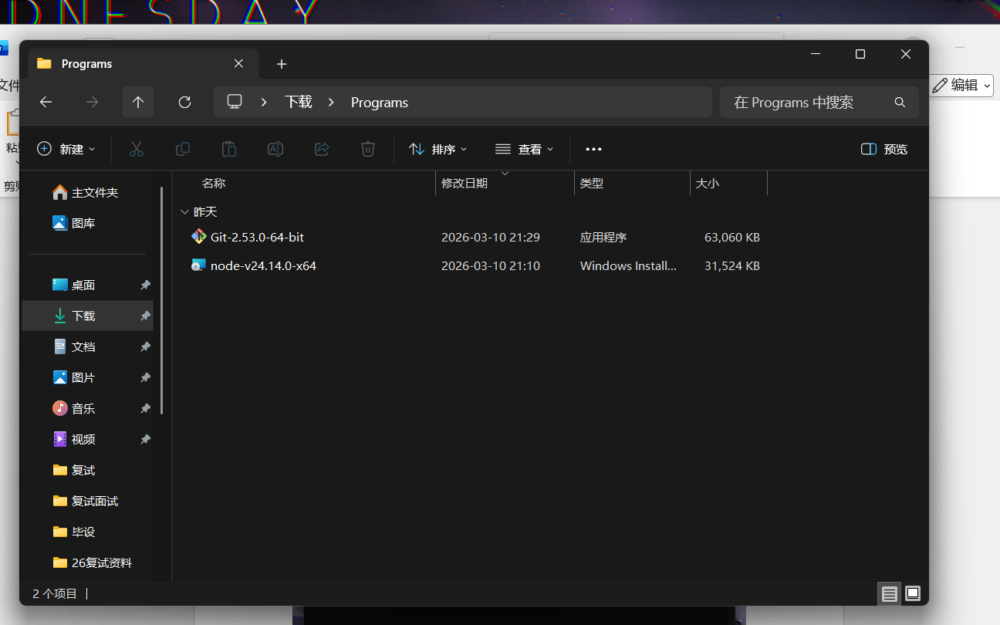 DNESDAY
Programs
文件
编辑
下载
Programs
在 Programs 中搜索
新建
排序
查看
预览
名称
修改日期
类型
大小
主文件夹
图库
昨天
Git-2.53.0-64-bit
2026-03-10 21:29
应用程序
63,060 KB
node-v24.14.0-x64
2026-03-10 21:10
Windows Install...
31,524 KB
桌面
下载
文档
图片
音乐
视频
复试
复试面试
毕设
26复试资料
2 个项目